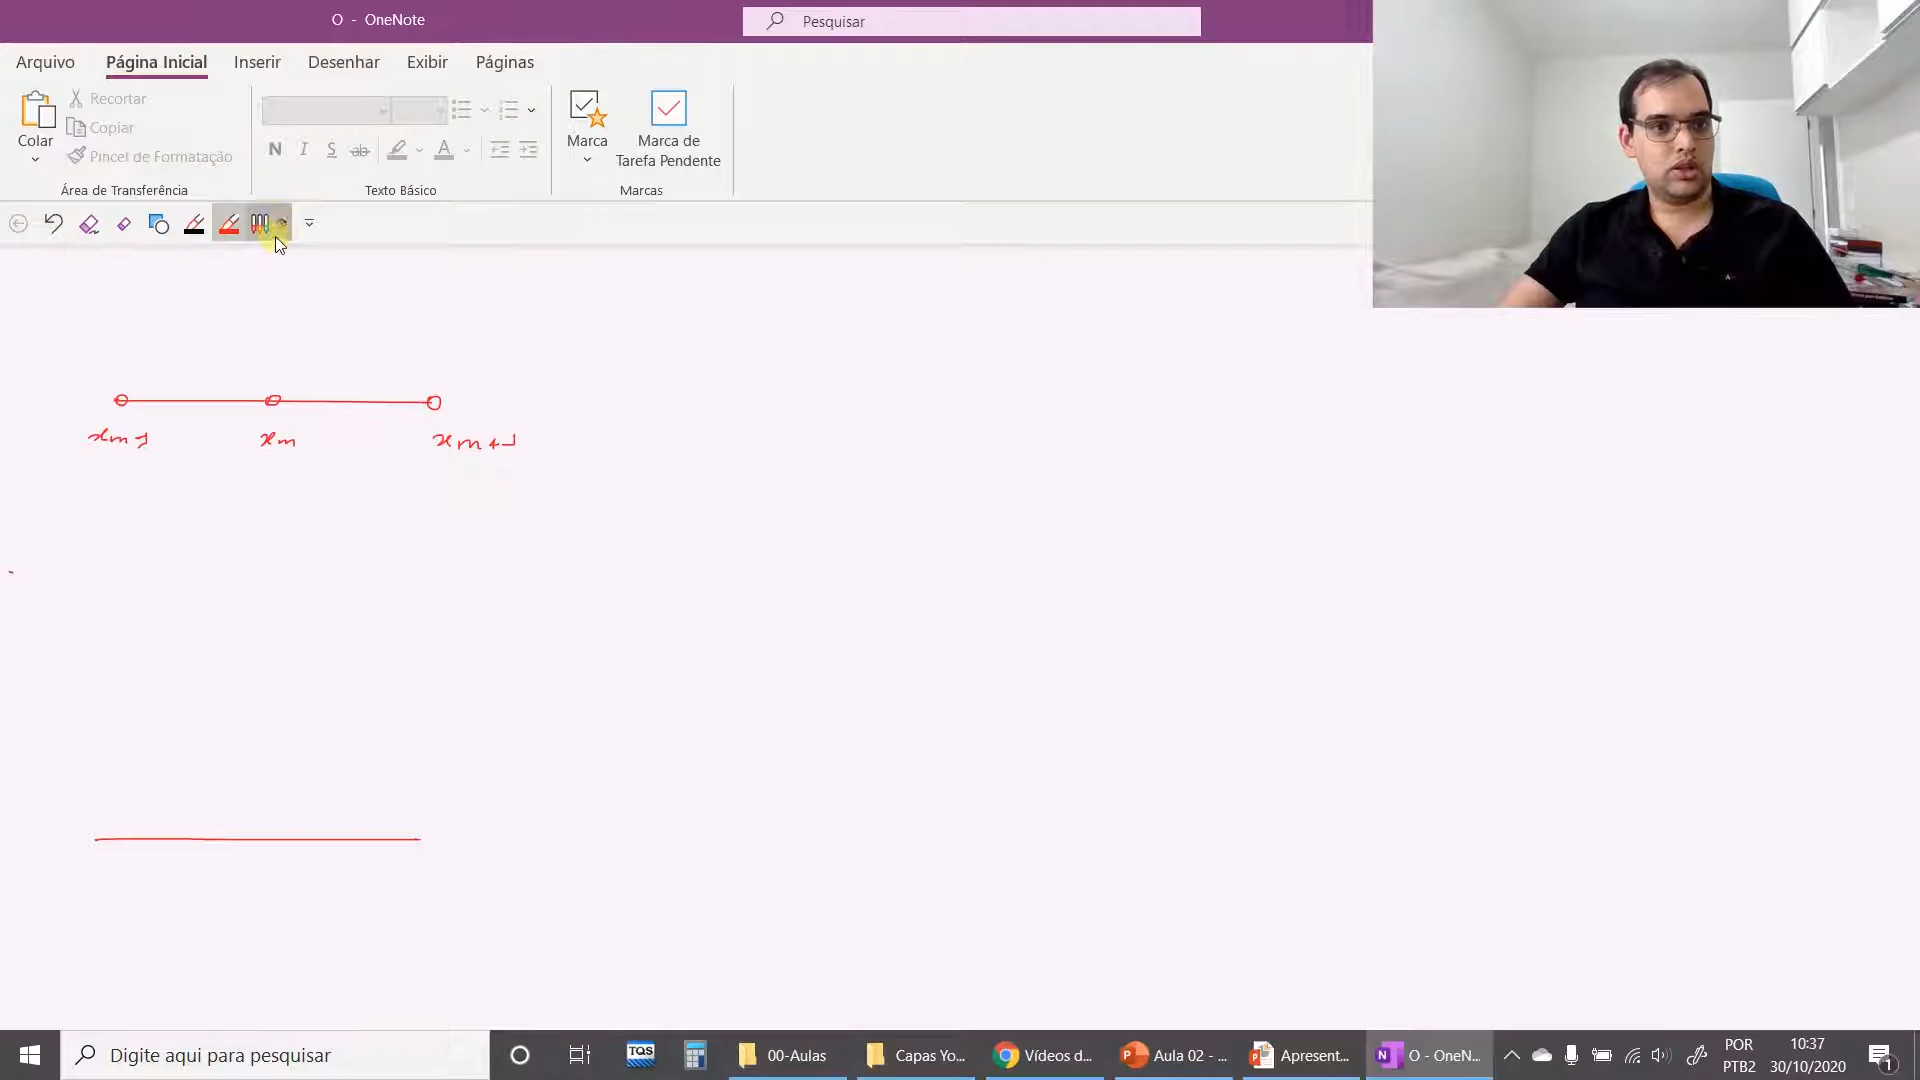 O - OneNote
Pesquisar
Arquivo Página Inicial Inserir Desenhar Exibir Páginas
Colar
Recortar
Copiar
Pincel de Formatação
Área de Transferência
N I S ab A
Texto Básico
Marca
Marca de
Tarefa Pendente
Marcas
xm-1 xm xm+1
Digite aqui para pesquisar
TQS
00-Aulas
Capas Yo...
Vídeos d...
Aula 02 - ...
Apresent...
O - OneN...
POR
PTB2
10:37
30/10/2020
1